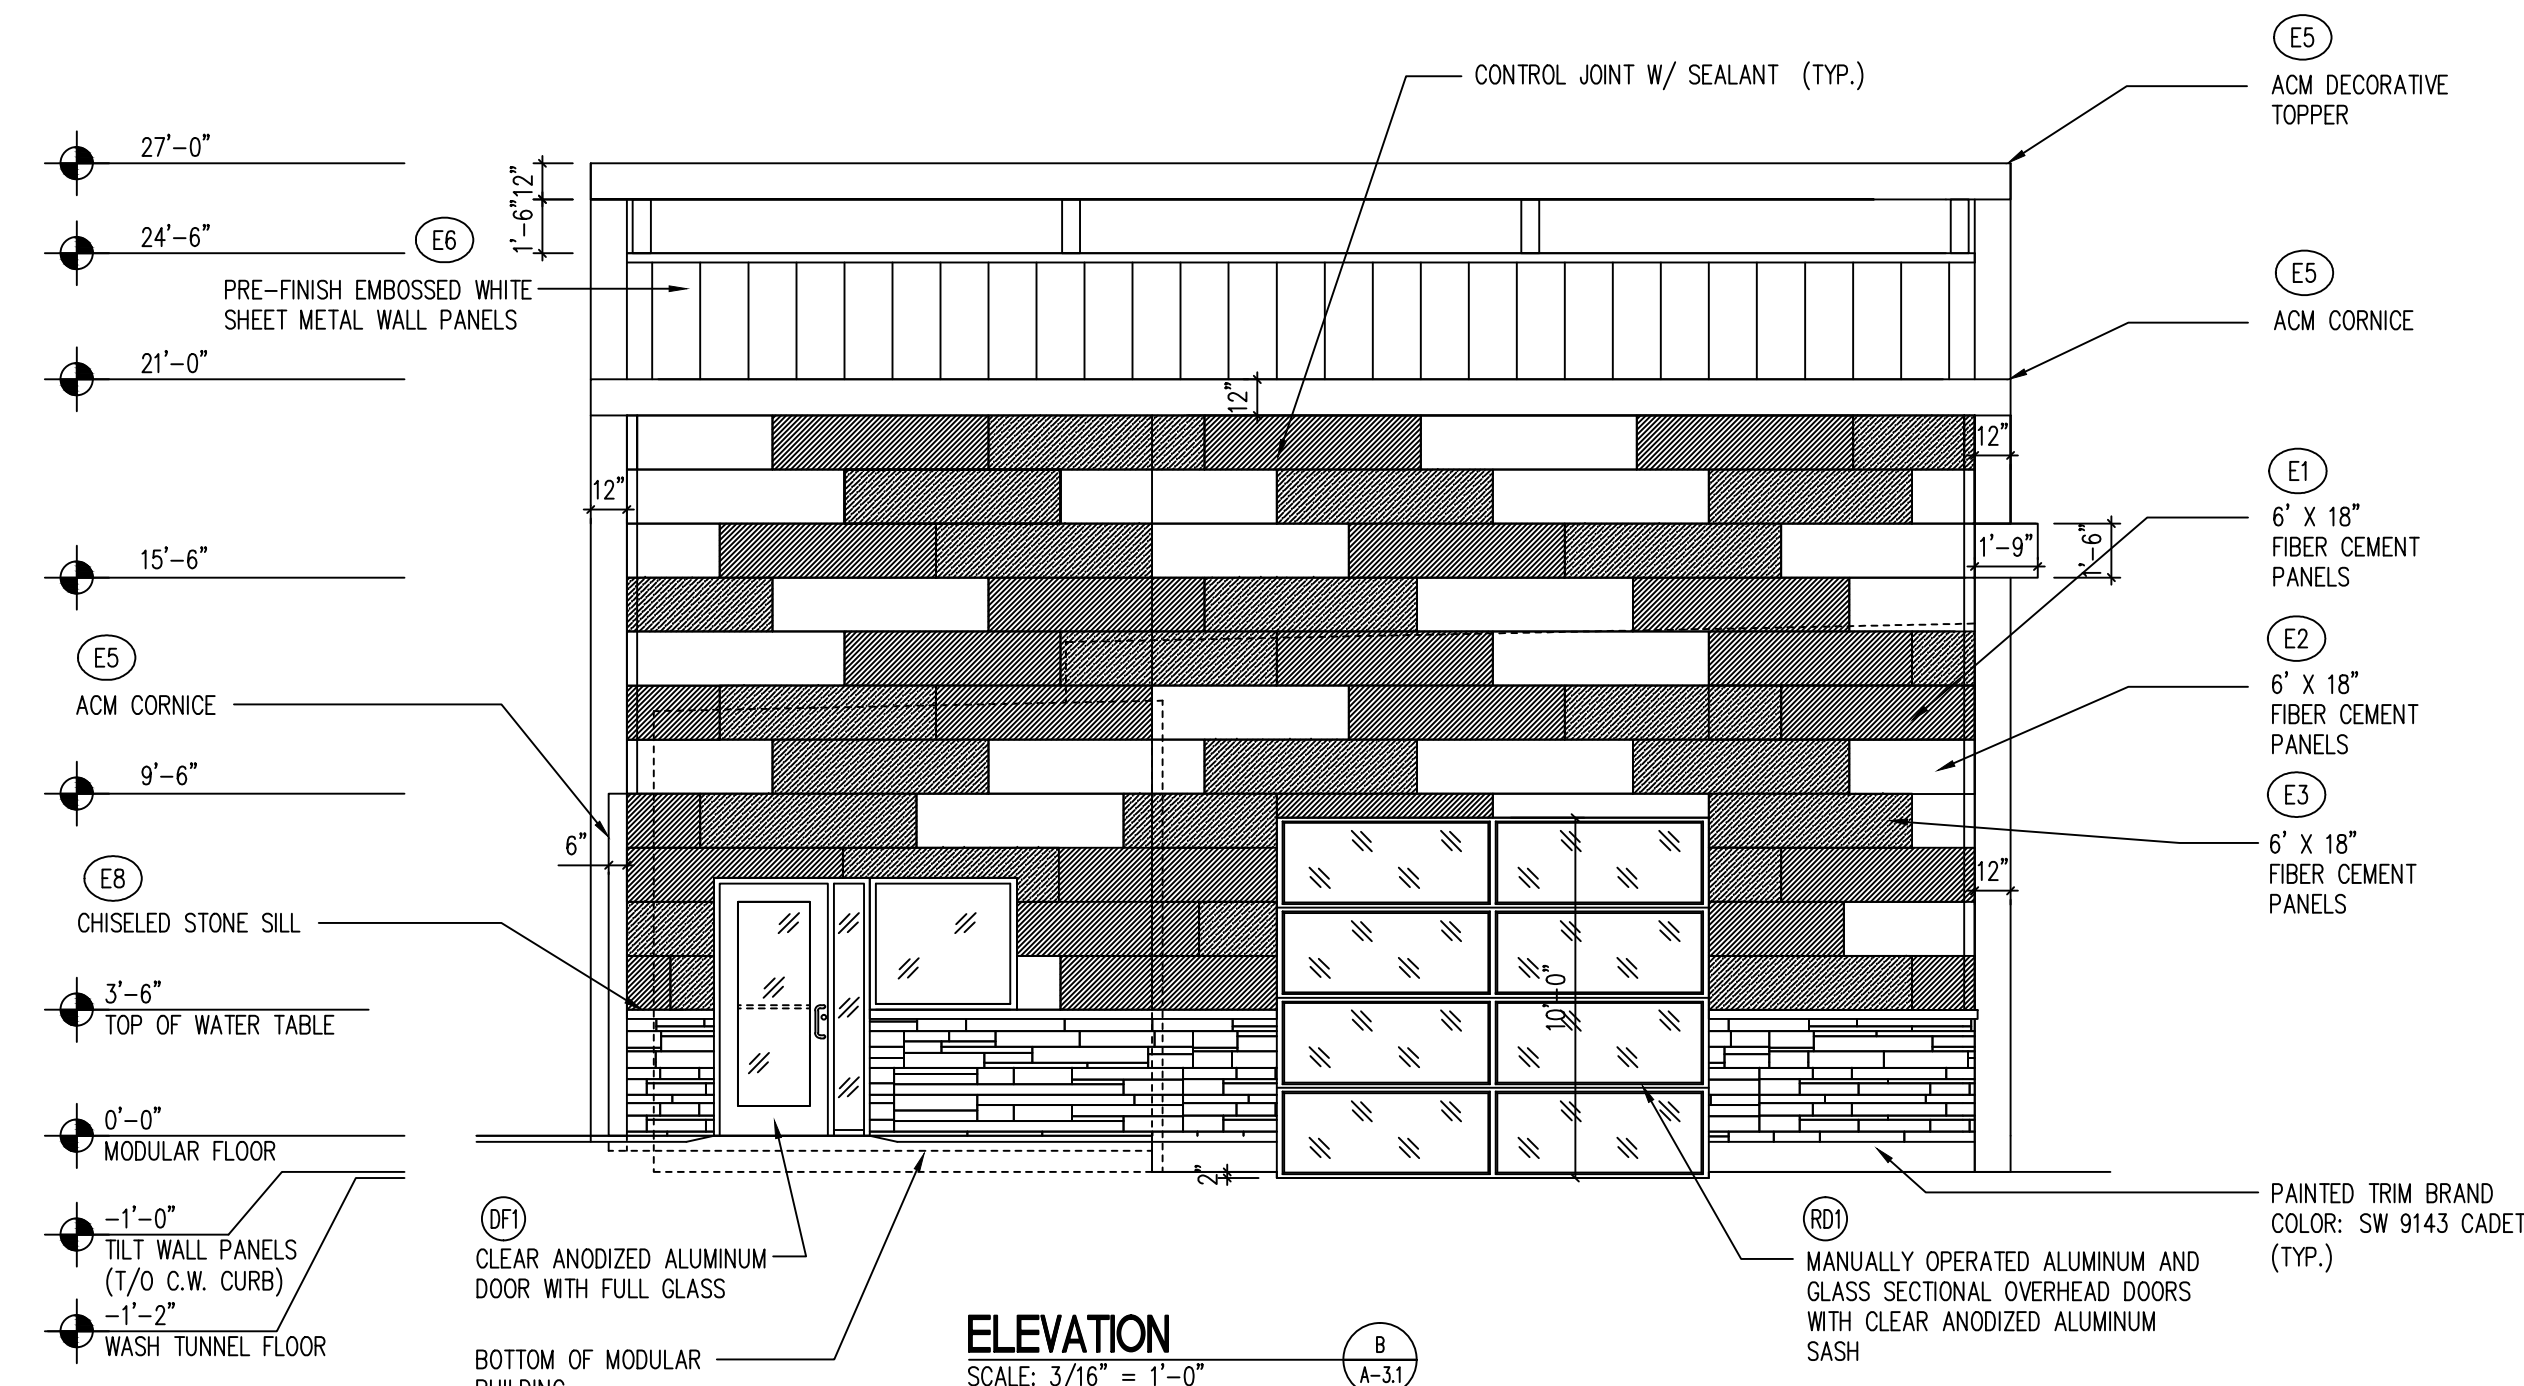 E5
ACM DECORATIVE
TOPPER
CONTROL JOINT W/ SEALANT (TYP.)
27'-0"
12"
1'-6"
24'-6"
E6
PRE-FINISH EMBOSSED WHITE
SHEET METAL WALL PANELS
E5
ACM CORNICE
21'-0"
12"
12"
12"
E1
6' X 18"
FIBER CEMENT
PANELS
15'-6"
1'-9"
1'-6"
E2
6' X 18"
FIBER CEMENT
PANELS
E5
ACM CORNICE
9'-6"
E3
6' X 18"
FIBER CEMENT
PANELS
6"
12"
E8
CHISELED STONE SILL
3'-6"
TOP OF WATER TABLE
10'-0"
0'-0"
MODULAR FLOOR
2"
-1'-0"
TILT WALL PANELS
(T/O C.W. CURB)
-1'-2"
WASH TUNNEL FLOOR
DF1
CLEAR ANODIZED ALUMINUM
DOOR WITH FULL GLASS
BOTTOM OF MODULAR
BUILDING
RD1
MANUALLY OPERATED ALUMINUM AND
GLASS SECTIONAL OVERHEAD DOORS
WITH CLEAR ANODIZED ALUMINUM
SASH
PAINTED TRIM BRAND
COLOR: SW 9143 CADET
(TYP.)
ELEVATION
SCALE: 3/16" = 1'-0"
B
A-3.1